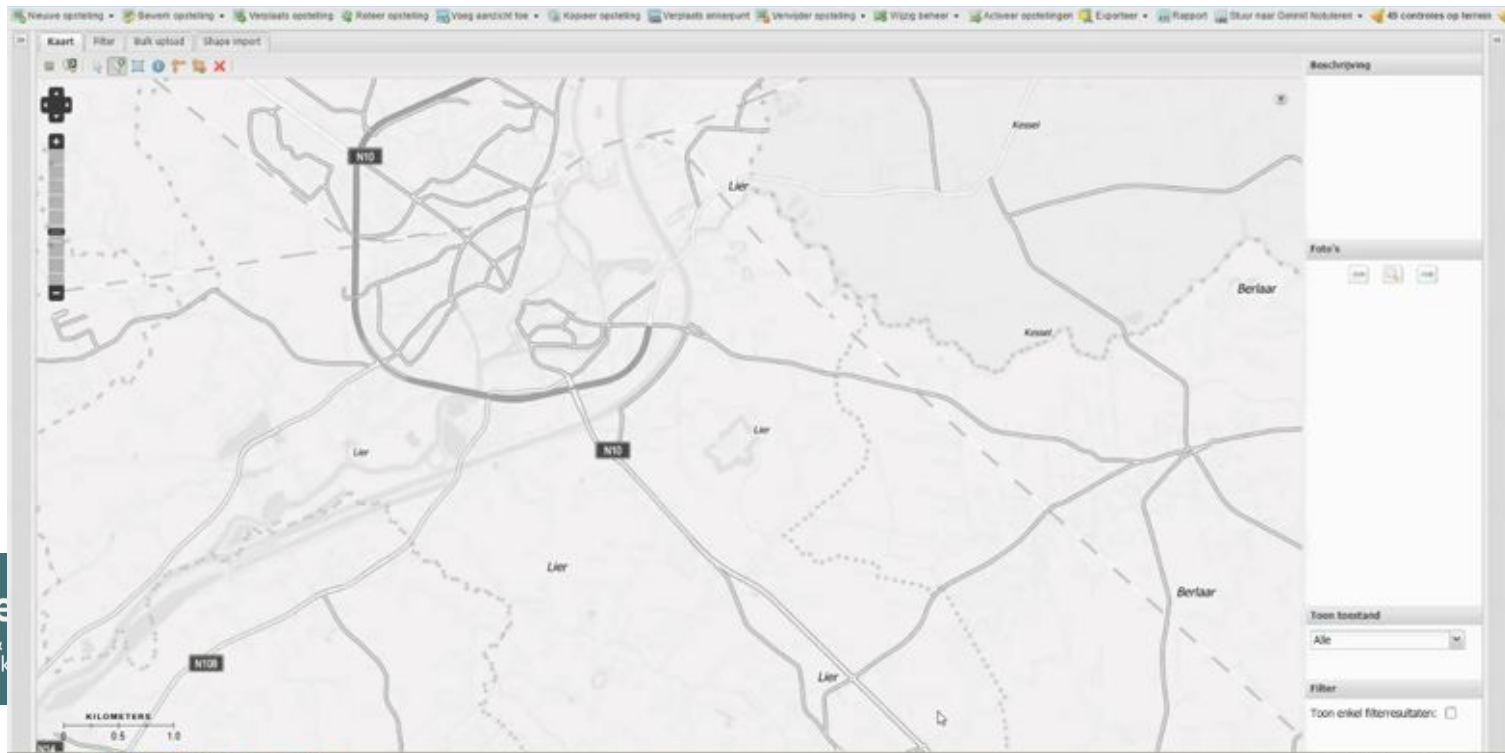 Nieuwe opstelling Bewerk opstelling Verplaats opstelling Roteer opstelling Voeg aanzicht toe Kopieer opstelling Verplaats ankerpunt Verwijder opstelling Wijzig beheer Activeer opstellingen Exporteer Rapport Stuur naar Dermit Notuleren 45 controles op terrein
Kaart Filter Bulk upload Shape import
Beschrijving
Kessel
N10
Lier
Foto's
Berlaar
Kessel
Lier
Lier
N10
Lier
Berlaar
Toon toestand
Alle
N108
Lier
Filter
KILOMETERS
0 0.5 1.0
Toon enkel filterresultaten:
N14